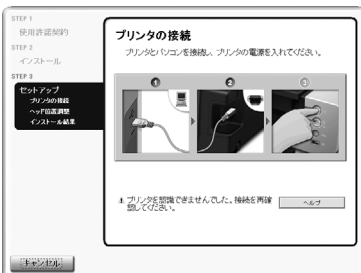 STEP 1
使用許諾契約
STEP 2
インストール
STEP 3
セットアップ
プリンタの接続
ヘッド位置調整
インストール結果
プリンタの接続
プリンタとパソコンを接続し、プリンタの電源を入れてください。
1 2 3
プリンタを認識できませんでした。接続を再確
認してください。
ヘルプ
キャンセル